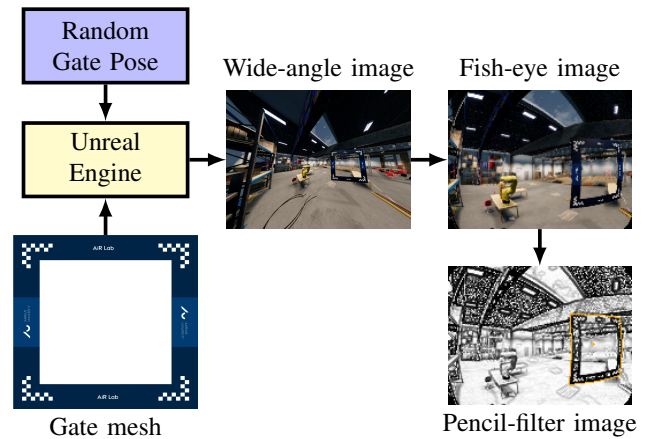 Random
Gate Pose
Wide-angle image
Fish-eye image
Unreal
Engine
AiR Lab
AiR Lab
Gate mesh
Pencil-filter image